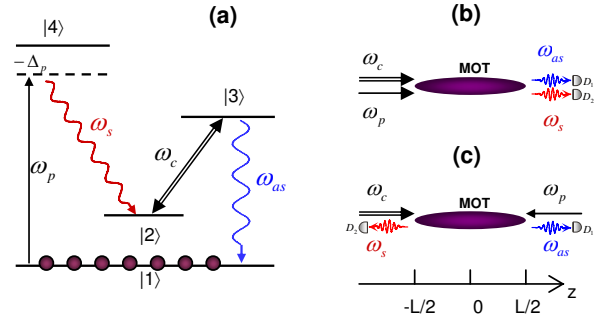 (a)
|4⟩
−Δp
|3⟩
ωs
ωp
ωc
ωas
|2⟩
|1⟩
(b)
ωc
MOT
ωas
D1
ωp
D2
ωs
(c)
ωc
MOT
ωp
D2
D1
ωs
ωas
z
-L/2
0
L/2